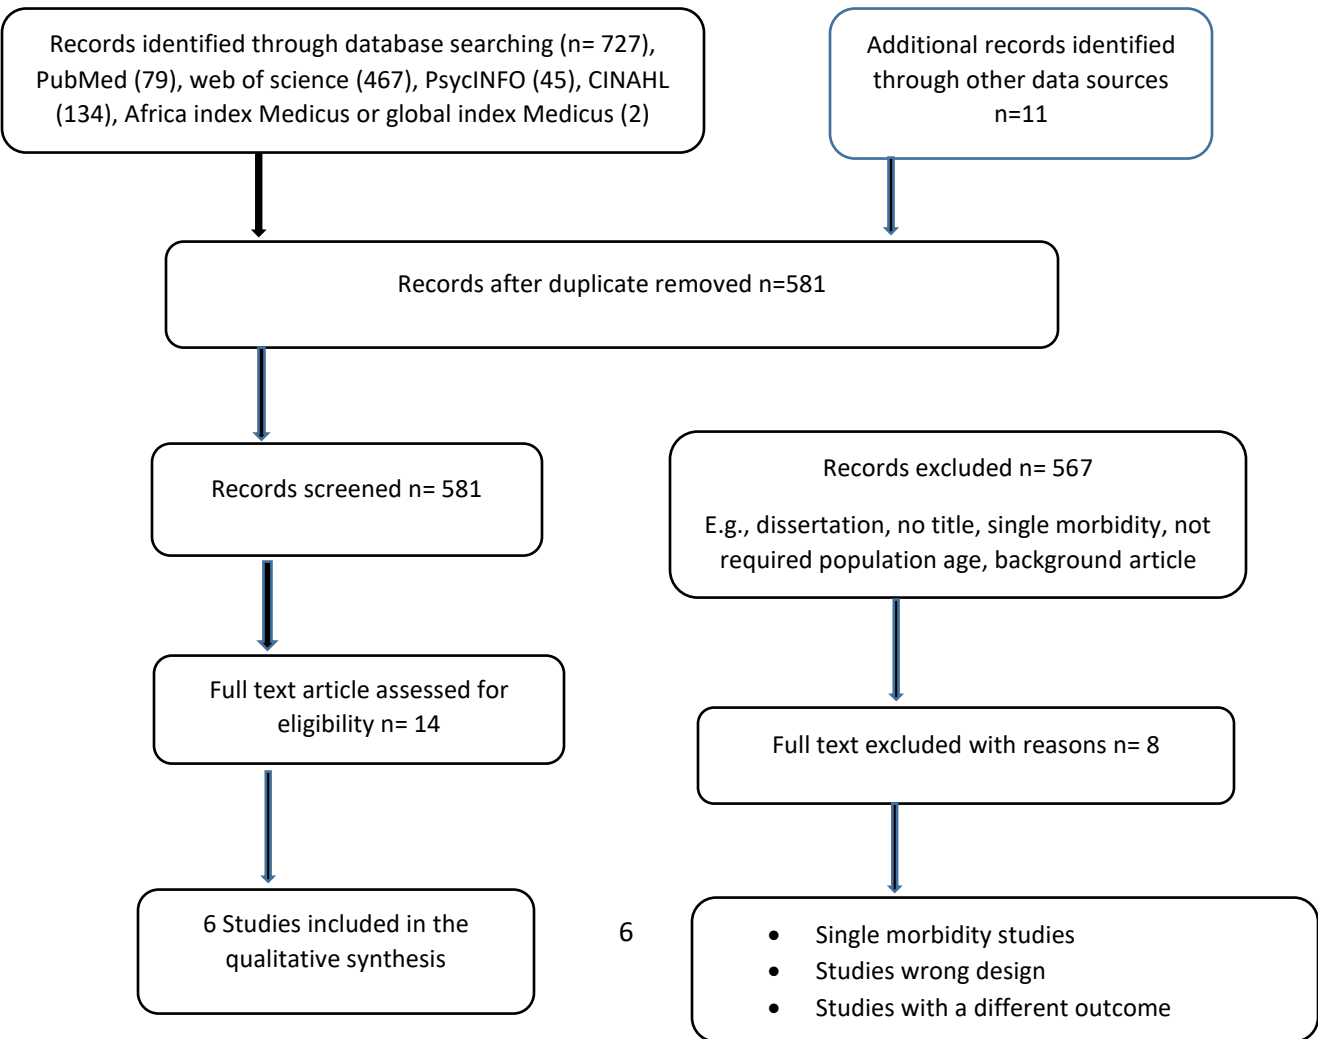 Records identified through database searching (n= 727),
PubMed (79), web of science (467), PsycINFO (45), CINAHL
(134), Africa index Medicus or global index Medicus (2)
Additional records identified
through other data sources
n=11
Records after duplicate removed n=581
Records screened n= 581
Records excluded n= 567
E.g., dissertation, no title, single morbidity, not
required population age, background article
Full text article assessed for
eligibility n= 14
Full text excluded with reasons n= 8
6 Studies included in the
qualitative synthesis
6
• Single morbidity studies
• Studies wrong design
• Studies with a different outcome